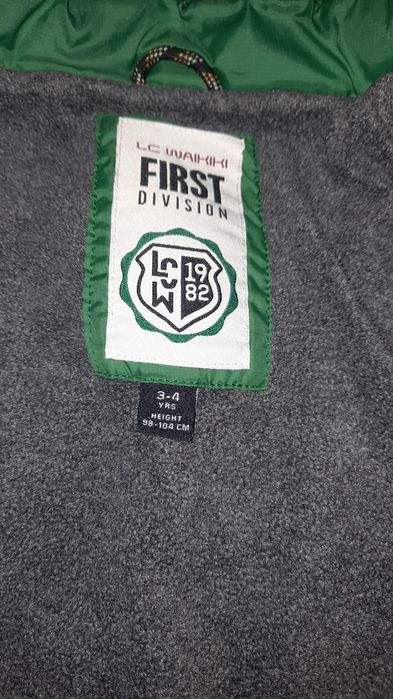 LC WAIKIKI
FIRST
DIVISION
LCW
19
82
3-4
YRS
HEIGHT
98-104 CM